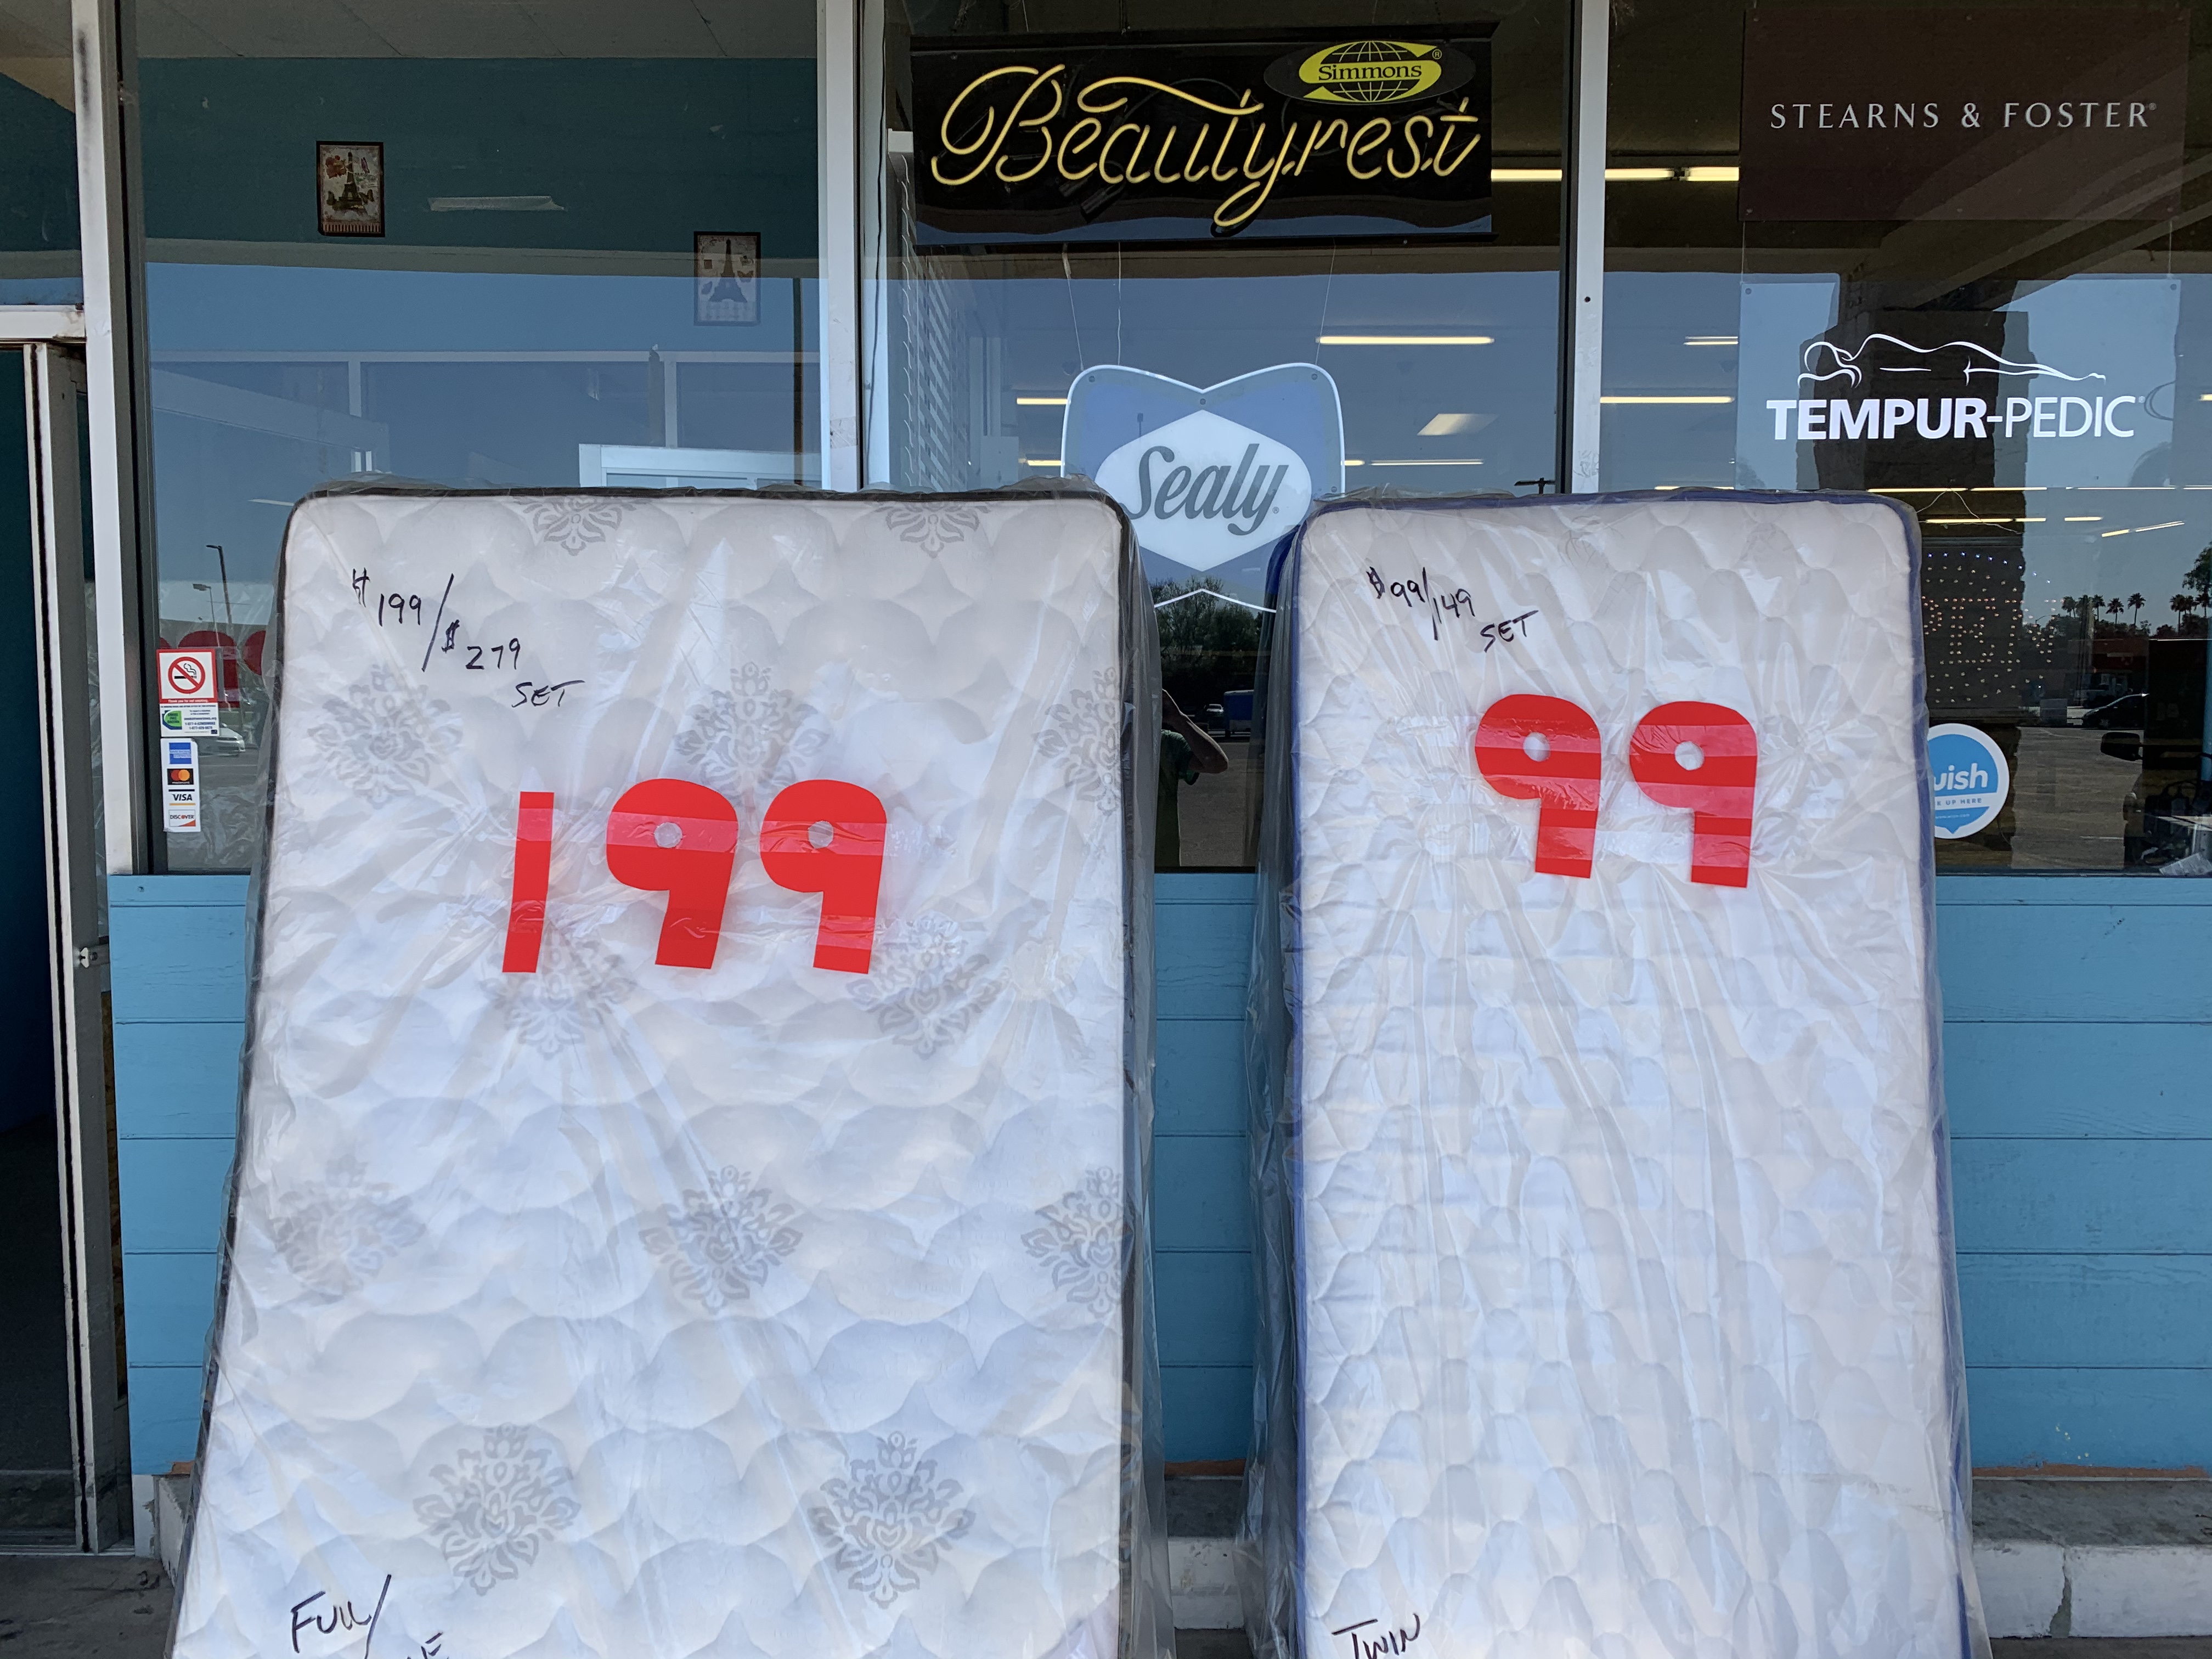 Simmons®
Beautyrest
STEARNS & FOSTER®
TEMPUR-PEDIC®
Sealy®
$199/$279
SET
199
$99/149
SET
99
VISA
DISCOVER
FULL/
TWIN